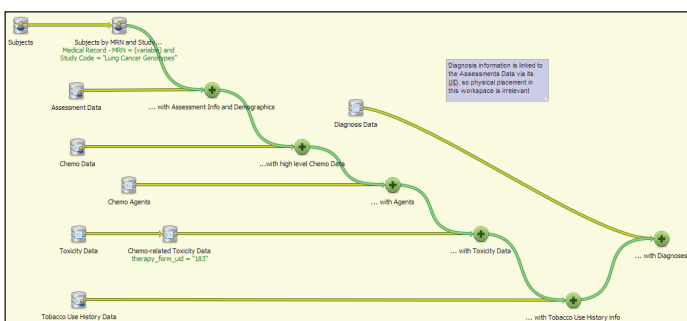 Subjects
Subjects by MRN and Study...
Medical Record - MRN = (variable) and
Study Code = "Lung Cancer Genotypes"
Diagnosis information is linked to
the Assessments Data via its
UID, so physical placement in
this workspace is irrelevant
Assessment Data
... with Assessment Info and Demographics
Diagnosis Data
Chemo Data
...with high level Chemo Data
Chemo Agents
... with Agents
Toxicity Data
Chemo-related Toxicity Data
therapy_form_uid = "183"
... with Toxicity Data
... with Diagnoses
Tobacco Use History Data
... with Tobacco Use History info